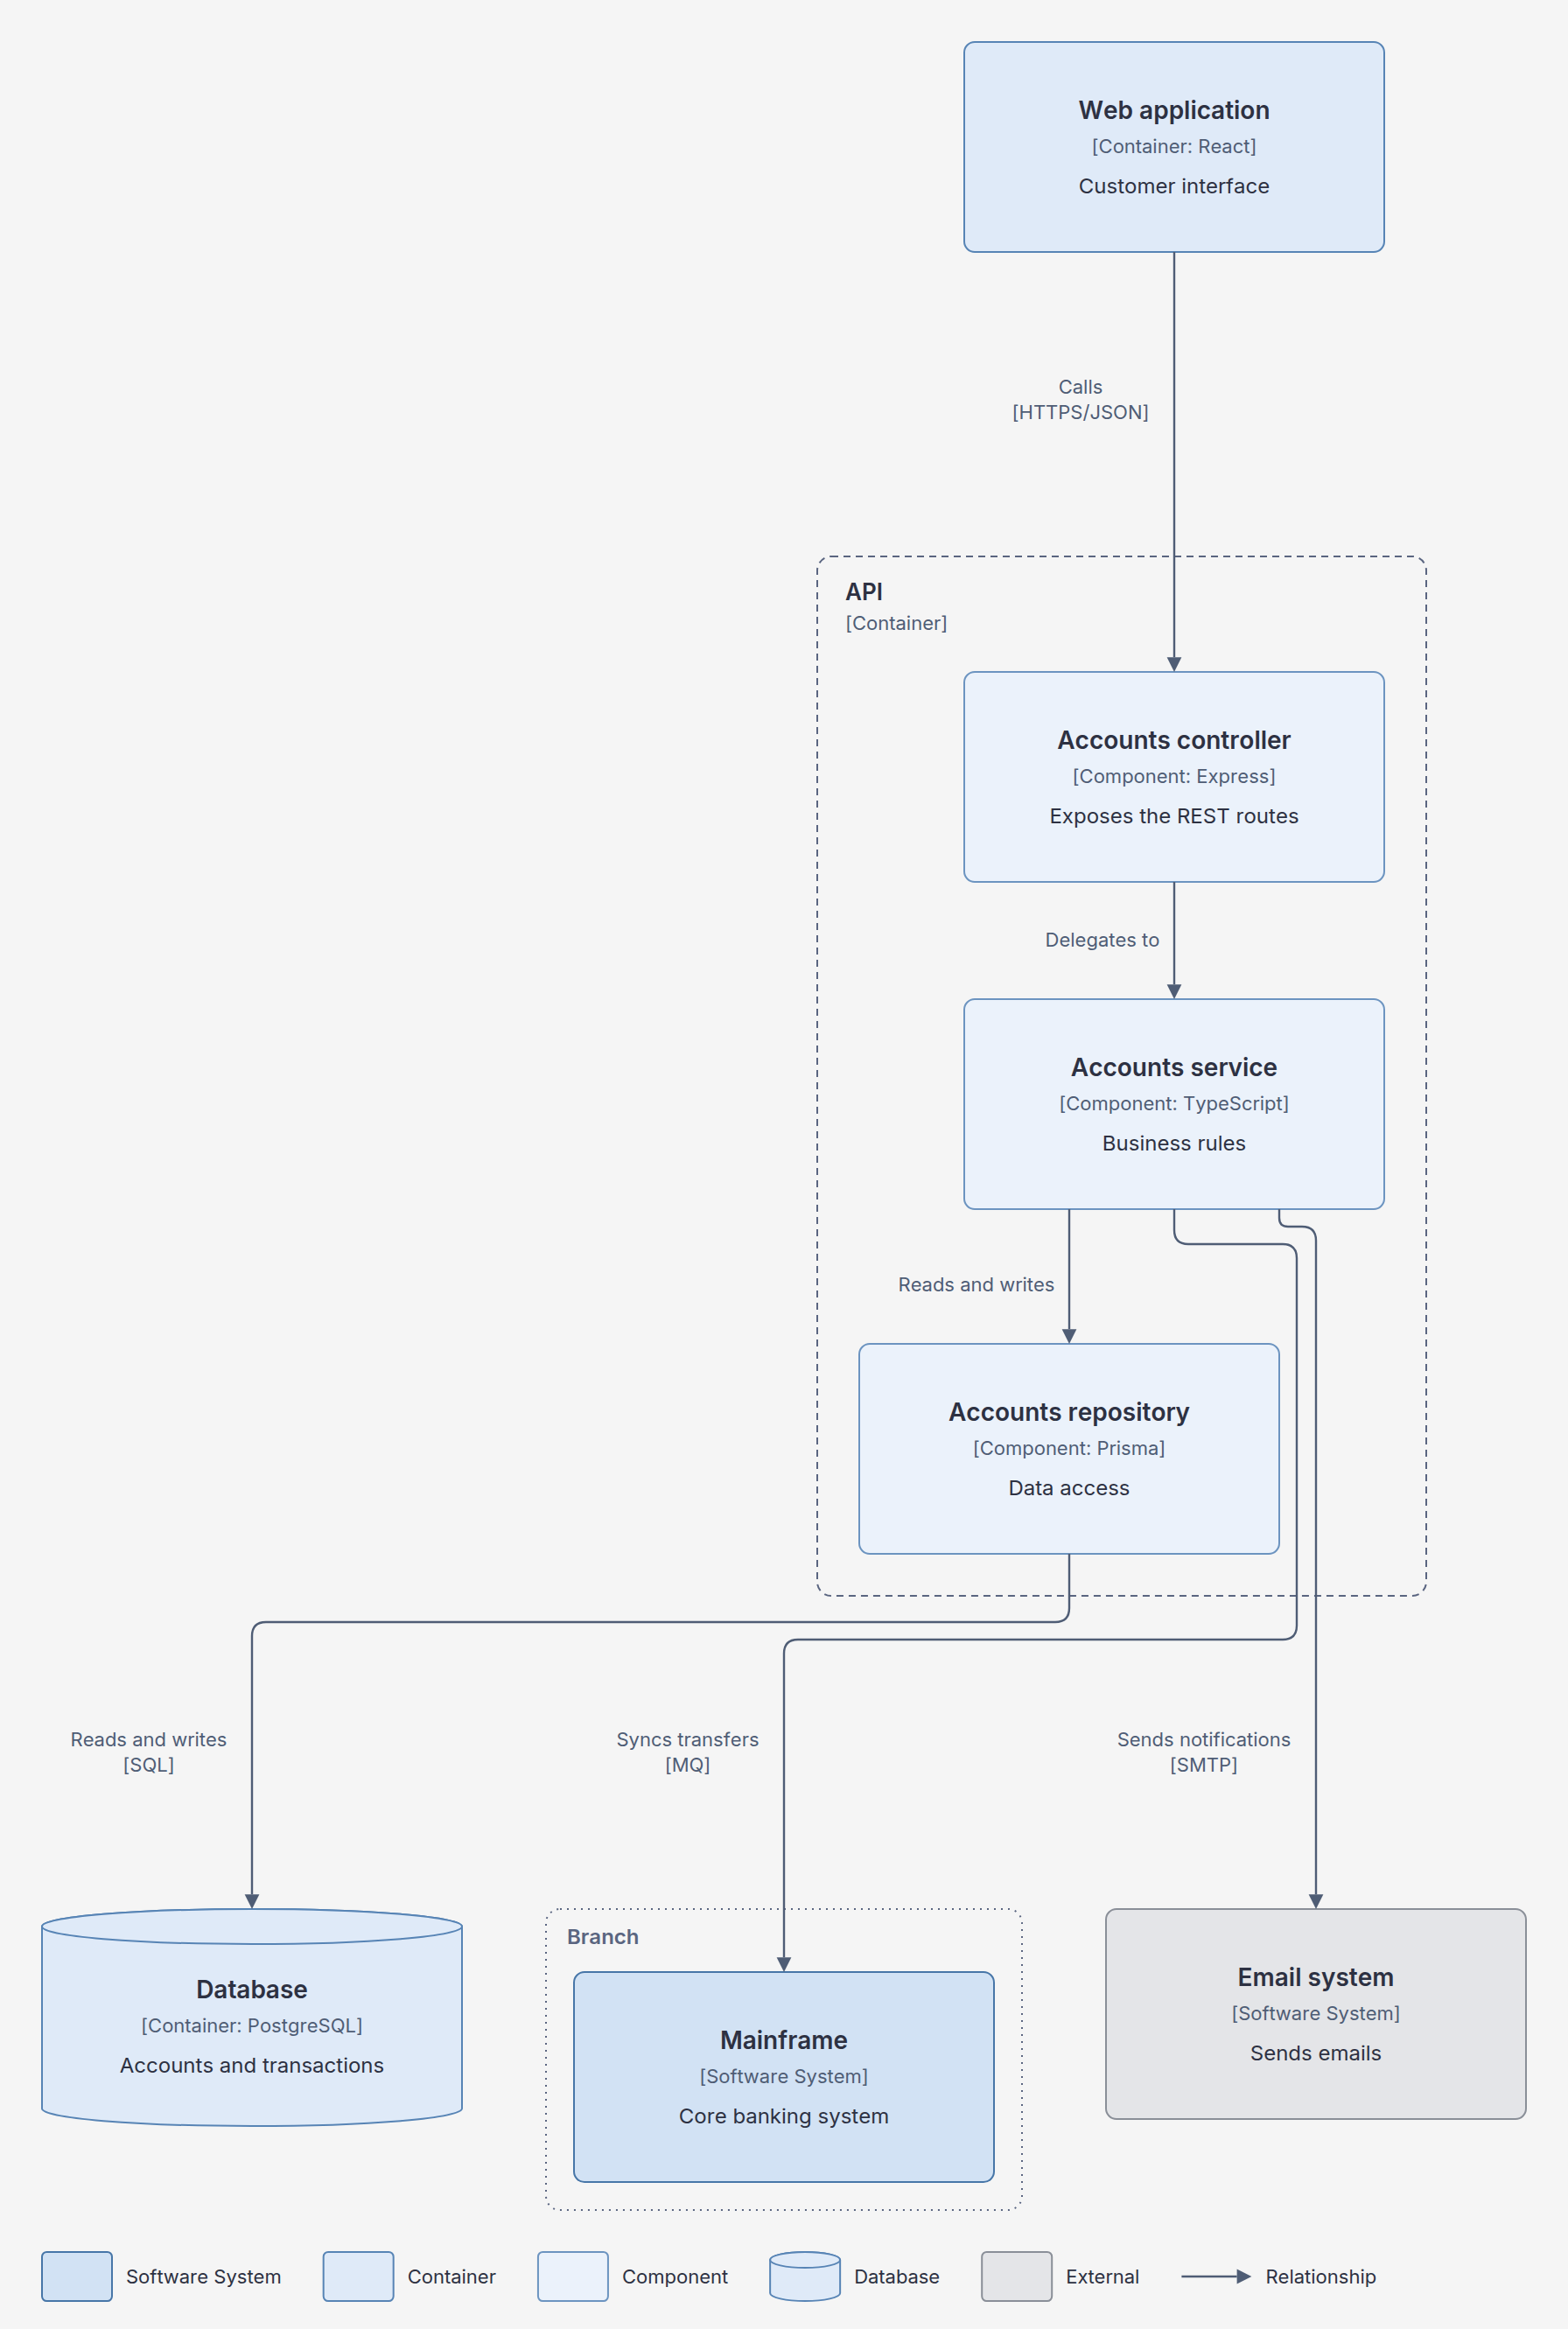 Web application
[Container: React]
Customer interface
Calls
[HTTPS/JSON]
API
[Container]
Accounts controller
[Component: Express]
Exposes the REST routes
Delegates to
Accounts service
[Component: TypeScript]
Business rules
Reads and writes
Accounts repository
[Component: Prisma]
Data access
Reads and writes
[SQL]
Syncs transfers
[MQ]
Sends notifications
[SMTP]
Database
[Container: PostgreSQL]
Accounts and transactions
Branch
Mainframe
[Software System]
Core banking system
Email system
[Software System]
Sends emails
Software System
Container
Component
Database
External
Relationship